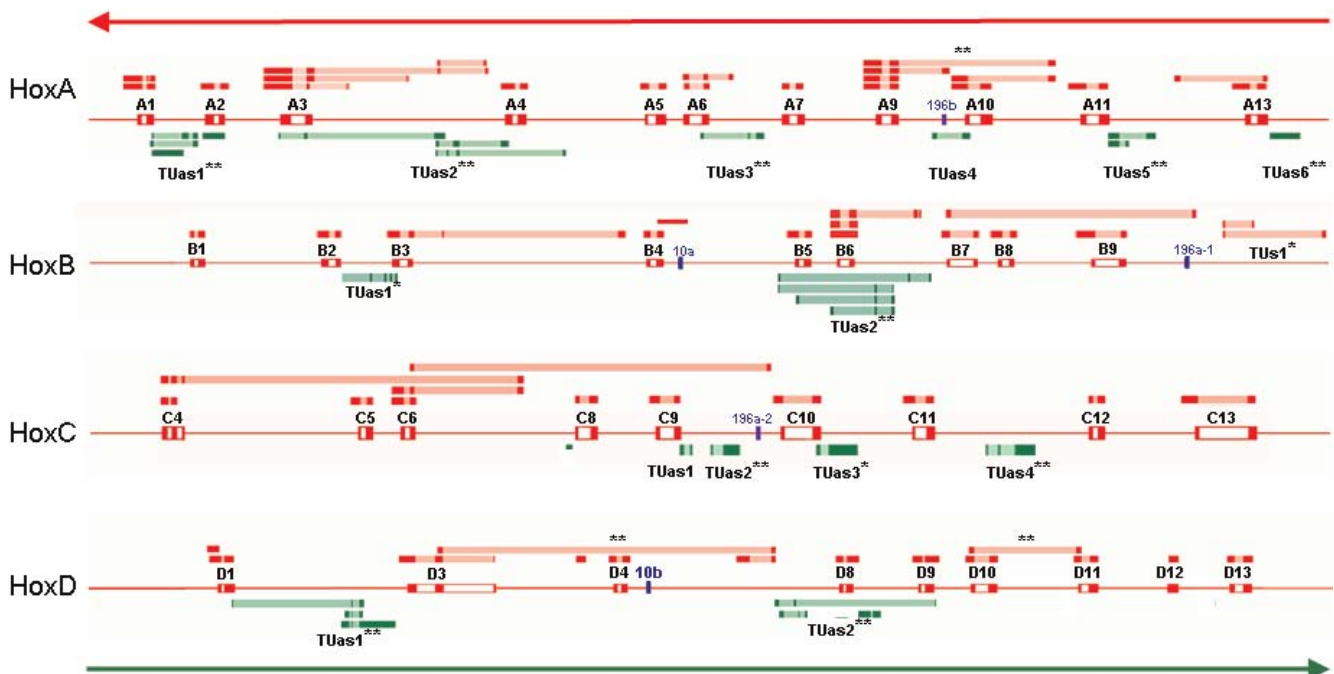 **
HoxA
A1 A2 A3 A4 A5 A6 A7 A9 196b A10 A11 A13
TUas1** TUas2** TUas3** TUas4 TUas5** TUas6**
HoxB
B1 B2 B3 B4 10a B5 B6 B7 B8 B9 196a-1 TUs1*
TUas1*
TUas2**
HoxC
C4 C5 C6 C8 C9 196a-2 C10 C11 C12 C13
TUas1 TUas2** TUas3* TUas4**
** **
HoxD
D1 D3 D4 10b D8 D9 D10 D11 D12 D13
TUas1** TUas2**